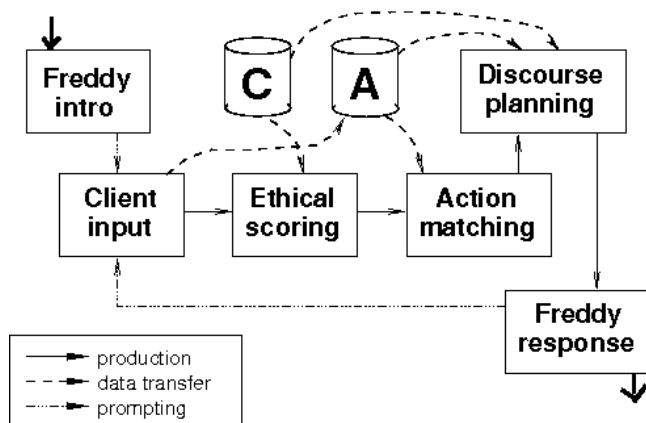 Freddy
intro
C
A
Discourse
planning
Client
input
Ethical
scoring
Action
matching
Freddy
response
production
data transfer
prompting